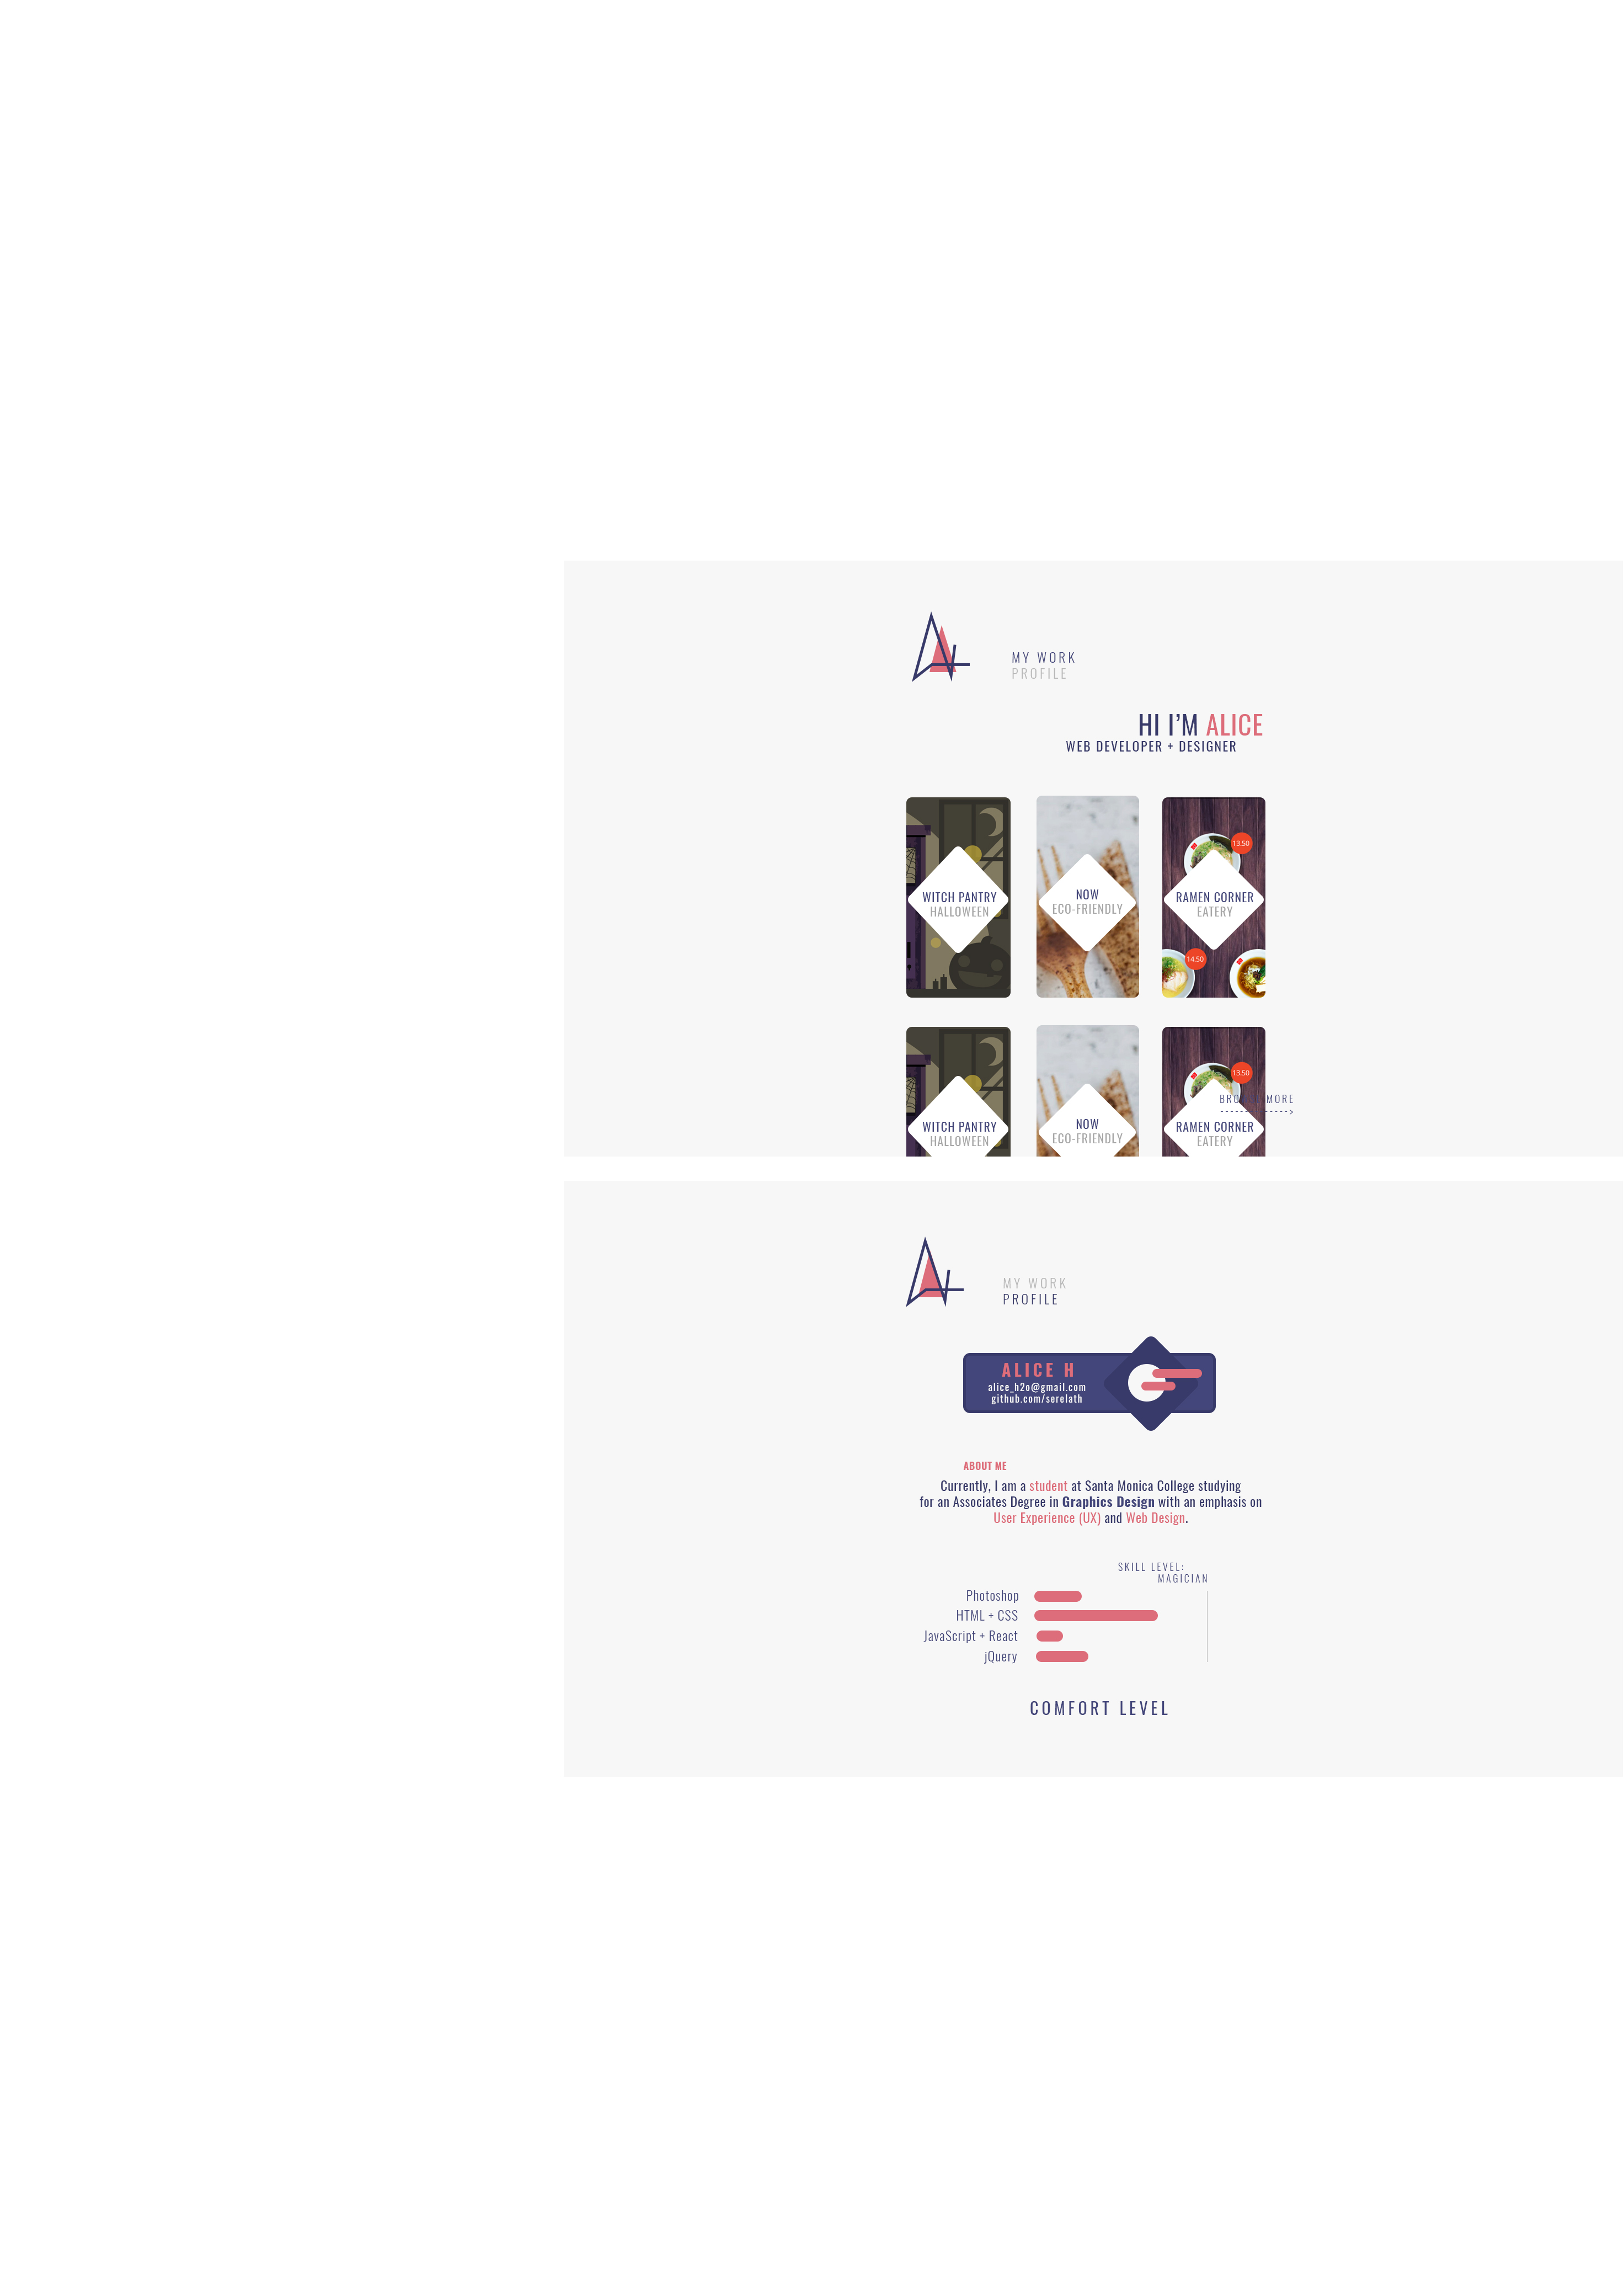 MY WORK
PROFILE
HI I’M ALICE
WEB DEVELOPER + DESIGNER
WITCH PANTRY
HALLOWEEN
NOW
ECO-FRIENDLY
13.50
RAMEN CORNER
EATERY
14.50
13.50
BROWSE MORE
WITCH PANTRY
HALLOWEEN
NOW
ECO-FRIENDLY
RAMEN CORNER
EATERY
MY WORK
PROFILE
ALICE H
alice_h2o@gmail.com
github.com/serelath
ABOUT ME
Currently, I am a student at Santa Monica College studying
for an Associates Degree in Graphics Design with an emphasis on
User Experience (UX) and Web Design.
SKILL LEVEL:
MAGICIAN
Photoshop
HTML + CSS
JavaScript + React
jQuery
COMFORT LEVEL